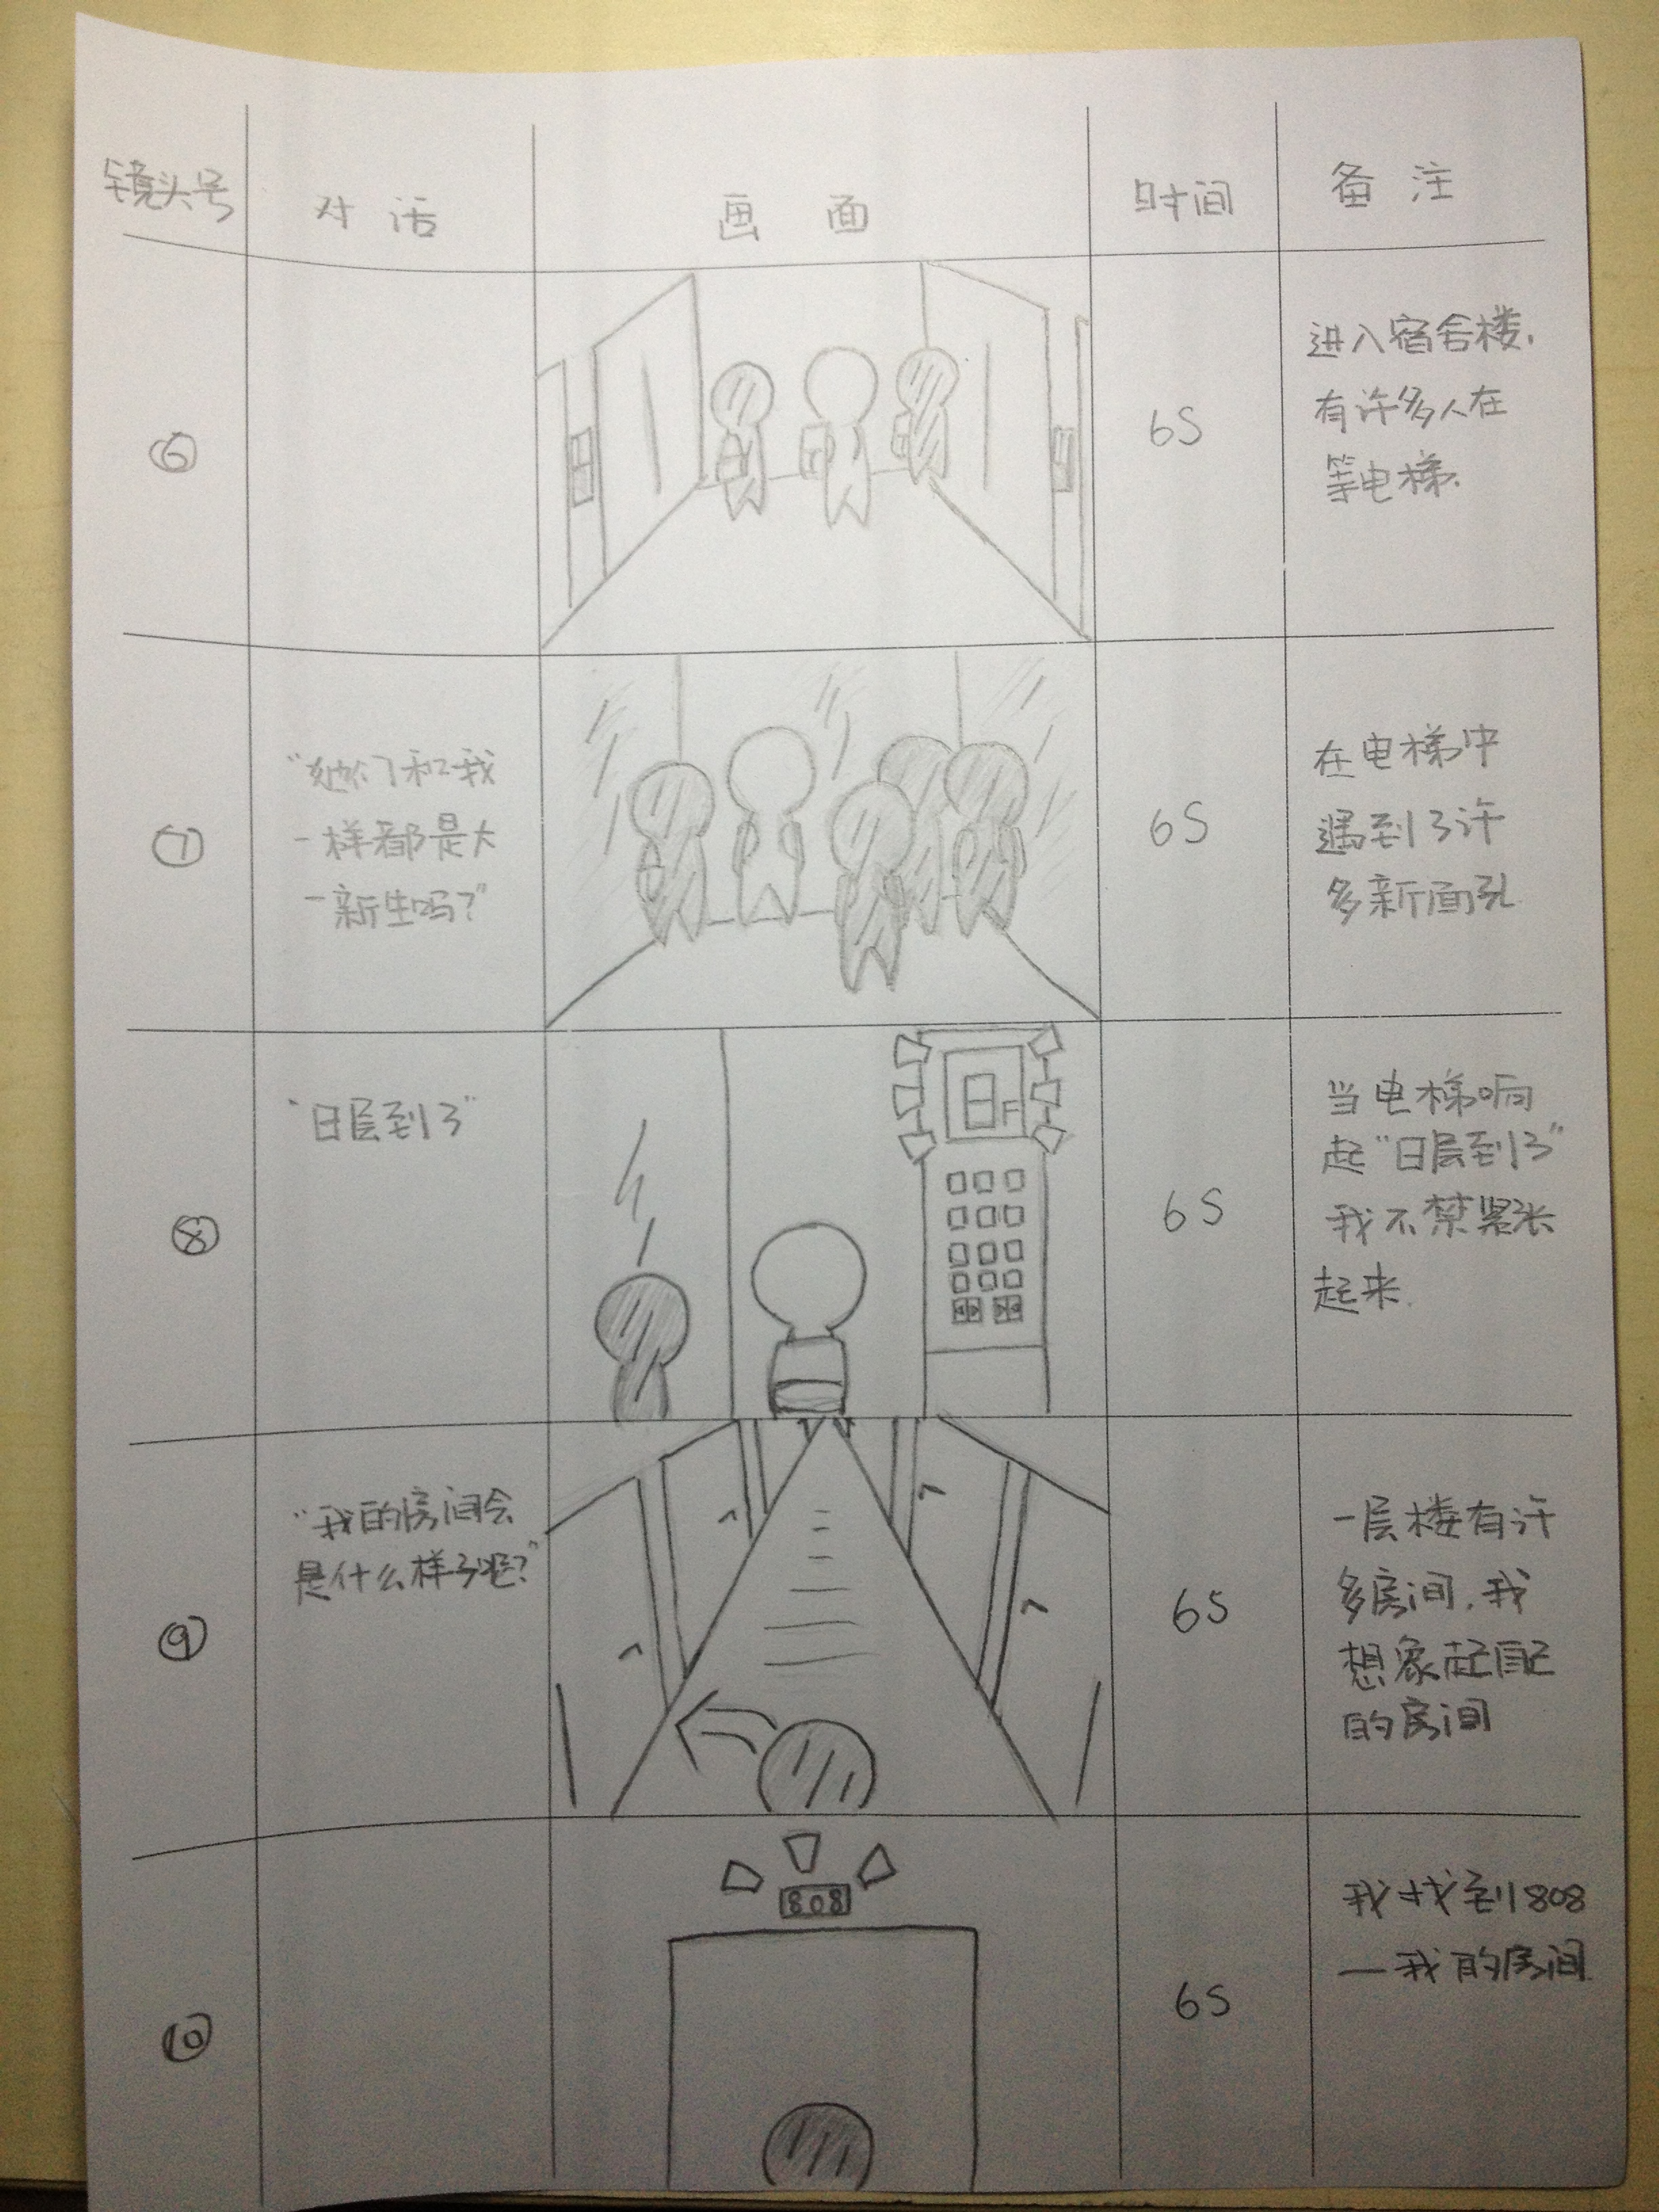 镜头号 对话 画面 时间 备注
⑥
6S
进入宿舍楼,
有许多人在
等电梯.
⑦
"她们和我
一样都是大
一新生吗?"
6S
在电梯中
遇到了许
多新面孔
⑧
"8层到了"
8F
6S
当电梯响
起"8层到了"
我不禁紧张
起来.
⑨
"我的房间会
是什么样子呢?"
6S
一层楼有许
多房间,我
想象起自己
的房间
⑩
808
6S
我找到808
—我的房间